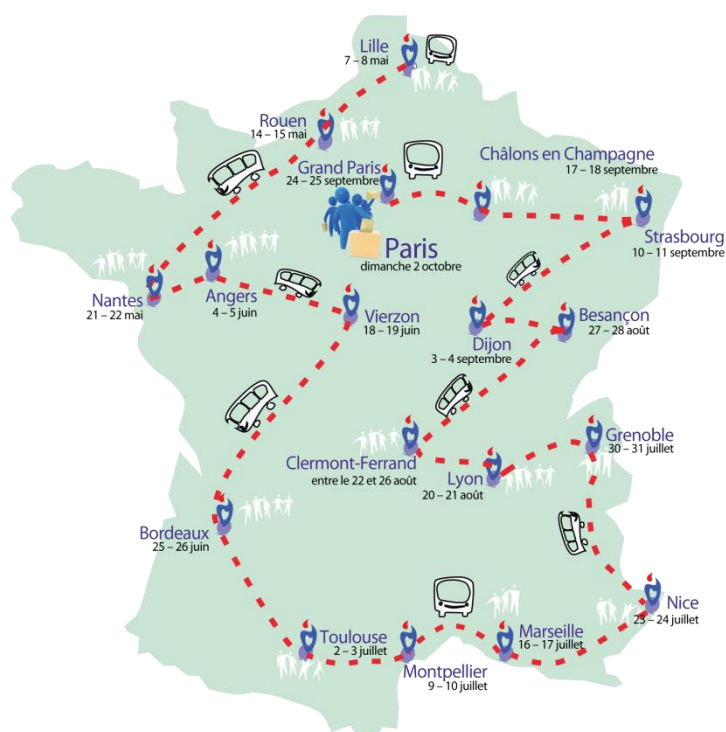 Lille
7 – 8 mai
Rouen
14 – 15 mai
Grand Paris
24 – 25 septembre
Châlons en Champagne
17 – 18 septembre
Strasbourg
10 – 11 septembre
Paris
dimanche 2 octobre
Nantes
21 – 22 mai
Angers
4 – 5 juin
Vierzon
18 – 19 juin
Dijon
3 – 4 septembre
Besançon
27 – 28 août
Clermont-Ferrand
entre le 22 et 26 août
Lyon
20 – 21 août
Grenoble
30 – 31 juillet
Bordeaux
25 – 26 juin
Nice
23 – 24 juillet
Toulouse
2 – 3 juillet
Montpellier
9 – 10 juillet
Marseille
16 – 17 juillet